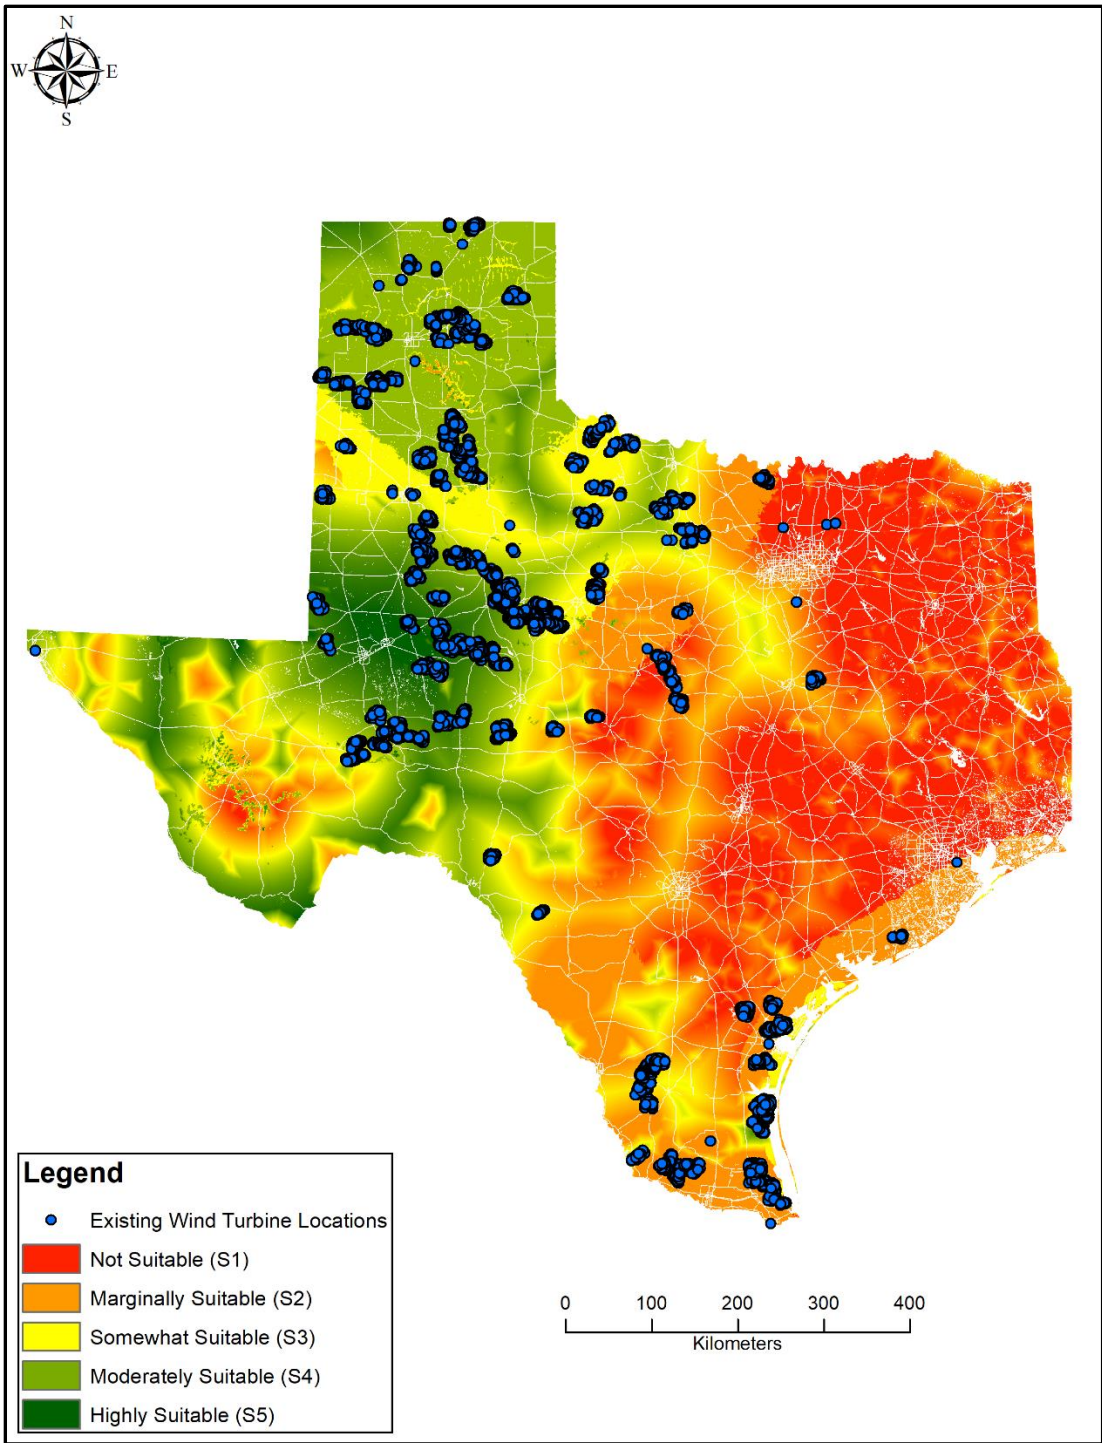 N
W E
S
Legend
Existing Wind Turbine Locations
Not Suitable (S1)
Marginally Suitable (S2)
Somewhat Suitable (S3)
Moderately Suitable (S4)
Highly Suitable (S5)
0 100 200 300 400
Kilometers